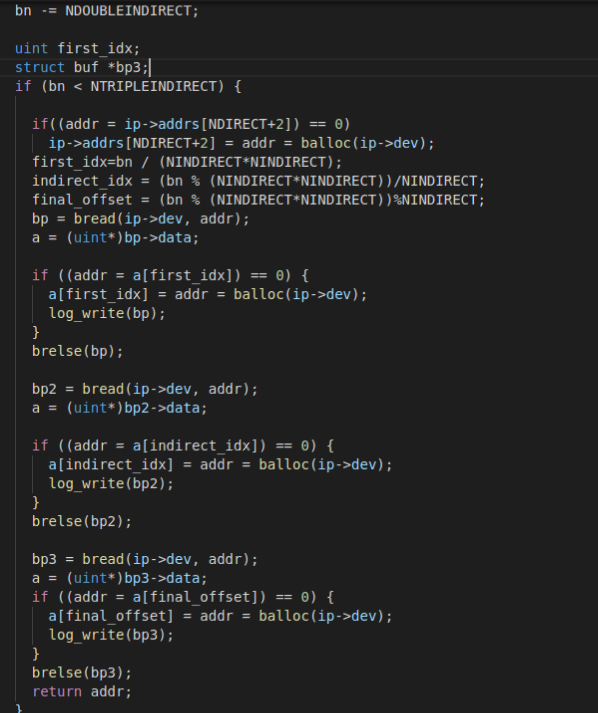 bn -= NDOUBLEINDIRECT;

uint first_idx;
struct buf *bp3;
if (bn < NTRIPLEINDIRECT) {

  if((addr = ip->addrs[NDIRECT+2]) == 0)
    ip->addrs[NDIRECT+2] = addr = balloc(ip->dev);
  first_idx=bn / (NINDIRECT*NINDIRECT);
  indirect_idx = (bn % (NINDIRECT*NINDIRECT))/NINDIRECT;
  final_offset = (bn % (NINDIRECT*NINDIRECT))%NINDIRECT;
  bp = bread(ip->dev, addr);
  a = (uint*)bp->data;

  if ((addr = a[first_idx]) == 0) {
    a[first_idx] = addr = balloc(ip->dev);
    log_write(bp);
  }
  brelse(bp);

  bp2 = bread(ip->dev, addr);
  a = (uint*)bp2->data;

  if ((addr = a[indirect_idx]) == 0) {
    a[indirect_idx] = addr = balloc(ip->dev);
    log_write(bp2);
  }
  brelse(bp2);

  bp3 = bread(ip->dev, addr);
  a = (uint*)bp3->data;
  if ((addr = a[final_offset]) == 0) {
    a[final_offset] = addr = balloc(ip->dev);
    log_write(bp3);
  }
  brelse(bp3);
  return addr;
}